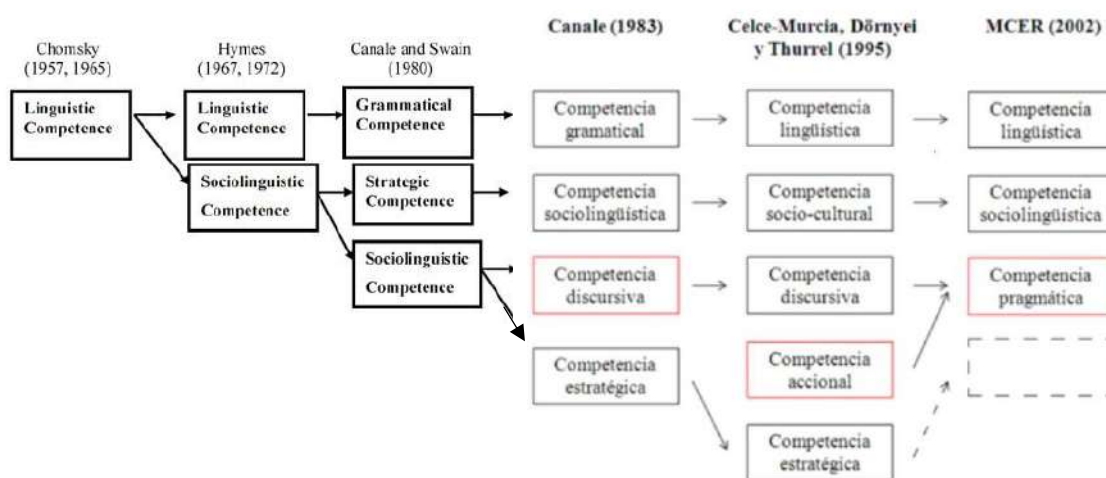 Chomsky
(1957, 1965)
Linguistic
Competence
Hymes
(1967, 1972)
Linguistic
Competence
Sociolinguistic
Competence
Canale and Swain
(1980)
Grammatical
Competence
Strategic
Competence
Sociolinguistic
Competence
Canale (1983)
Competencia
gramatical
Competencia
sociolingüística
Competencia
discursiva
Competencia
estratégica
Celce-Murcia, Dörnyei
y Thurrel (1995)
Competencia
lingüística
Competencia
socio-cultural
Competencia
discursiva
Competencia
accional
Competencia
estratégica
MCER (2002)
Competencia
lingüística
Competencia
sociolingüística
Competencia
pragmática